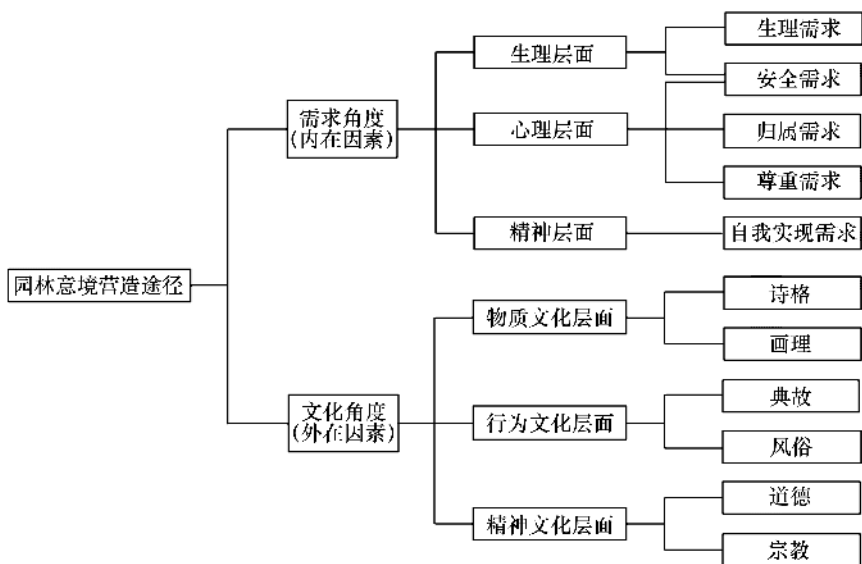 园林意境营造途径
需求角度
(内在因素)
生理层面
生理需求
安全需求
心理层面
归属需求
尊重需求
精神层面
自我实现需求
文化角度
(外在因素)
物质文化层面
诗格
画理
行为文化层面
典故
风俗
精神文化层面
道德
宗教